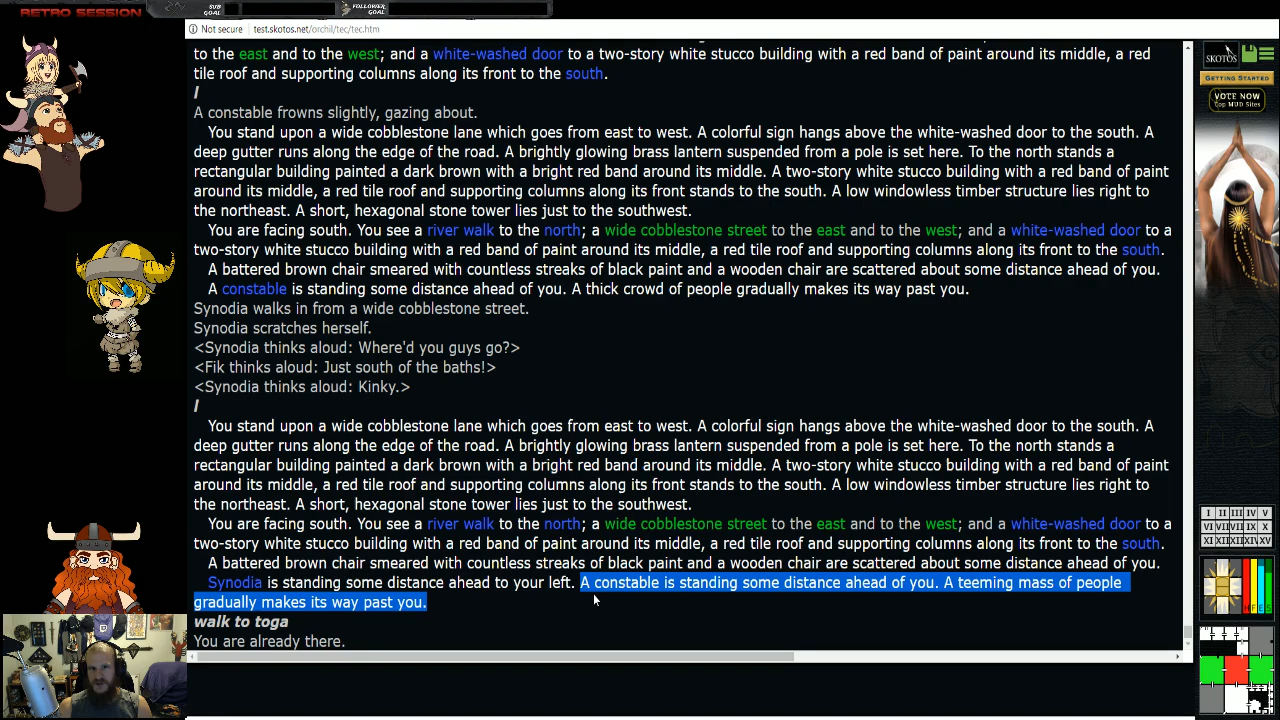 RETRO SESSION
SUB
GOAL
FOLLOWER
GOAL
Not secure | test.skotos.net/orchil/tec/tec.htm
to the east and to the west; and a white-washed door to a two-story white stucco building with a red band of paint around its middle, a red
tile roof and supporting columns along its front to the south.
l
A constable frowns slightly, gazing about.
You stand upon a wide cobblestone lane which goes from east to west. A colorful sign hangs above the white-washed door to the south. A
deep gutter runs along the edge of the road. A brightly glowing brass lantern suspended from a pole is set here. To the north stands a
rectangular building painted a dark brown with a bright red band around its middle. A two-story white stucco building with a red band of paint
around its middle, a red tile roof and supporting columns along its front stands to the south. A low windowless timber structure lies right to
the northeast. A short, hexagonal stone tower lies just to the southwest.
You are facing south. You see a river walk to the north; a wide cobblestone street to the east and to the west; and a white-washed door to a
two-story white stucco building with a red band of paint around its middle, a red tile roof and supporting columns along its front to the south.
A battered brown chair smeared with countless streaks of black paint and a wooden chair are scattered about some distance ahead of you.
A constable is standing some distance ahead of you. A thick crowd of people gradually makes its way past you.
Synodia walks in from a wide cobblestone street.
Synodia scratches herself.
<Synodia thinks aloud: Where'd you guys go?>
<Fik thinks aloud: Just south of the baths!>
<Synodia thinks aloud: Kinky.>
l
You stand upon a wide cobblestone lane which goes from east to west. A colorful sign hangs above the white-washed door to the south. A
deep gutter runs along the edge of the road. A brightly glowing brass lantern suspended from a pole is set here. To the north stands a
rectangular building painted a dark brown with a bright red band around its middle. A two-story white stucco building with a red band of paint
around its middle, a red tile roof and supporting columns along its front stands to the south. A low windowless timber structure lies right to
the northeast. A short, hexagonal stone tower lies just to the southwest.
You are facing south. You see a river walk to the north; a wide cobblestone street to the east and to the west; and a white-washed door to a
two-story white stucco building with a red band of paint around its middle, a red tile roof and supporting columns along its front to the south.
A battered brown chair smeared with countless streaks of black paint and a wooden chair are scattered about some distance ahead of you.
Synodia is standing some distance ahead to your left. A constable is standing some distance ahead of you. A teeming mass of people
gradually makes its way past you.
walk to toga
You are already there.
SKOTOS
GETTING STARTED
VOTE NOW
Top MUD Sites
I II III IV V
VI VII VIII IX X
XI XII XIII XIV XV
H F E S